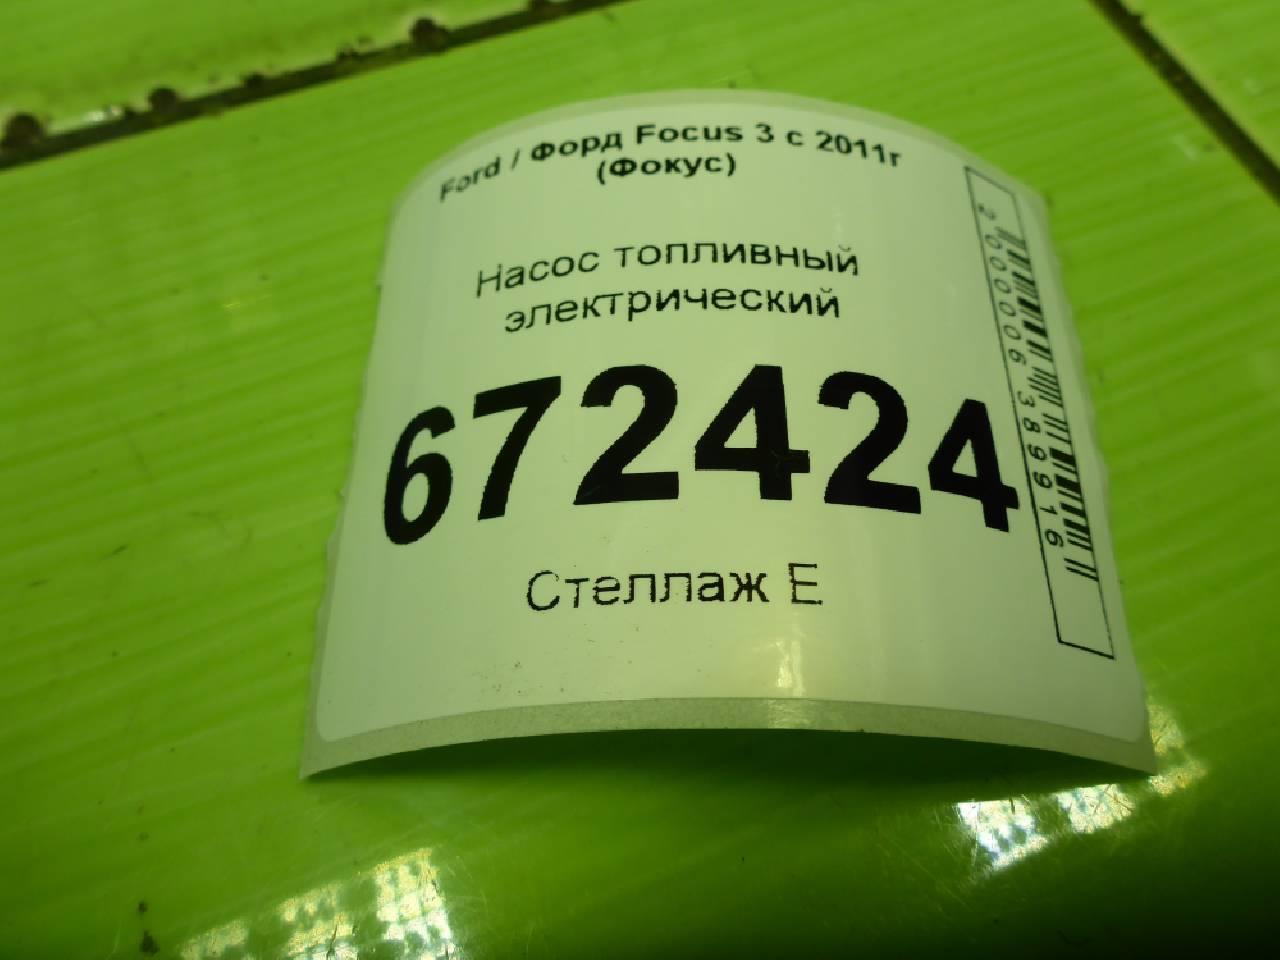 Ford / Форд Focus 3 с 2011г
(Фокус)
Насос топливный
электрический
672424
Стеллаж Е
2000006389916